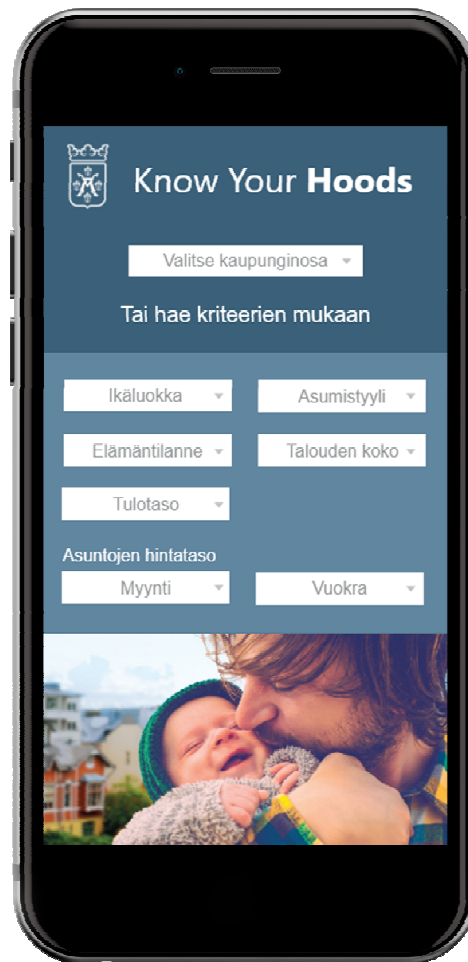 Know Your Hoods
Valitse kaupunginosa
Tai hae kriteerien mukaan
Ikäluokka
Asumistyyli
Elämäntilanne
Talouden koko
Tulotaso
Asuntojen hintataso
Myynti
Vuokra